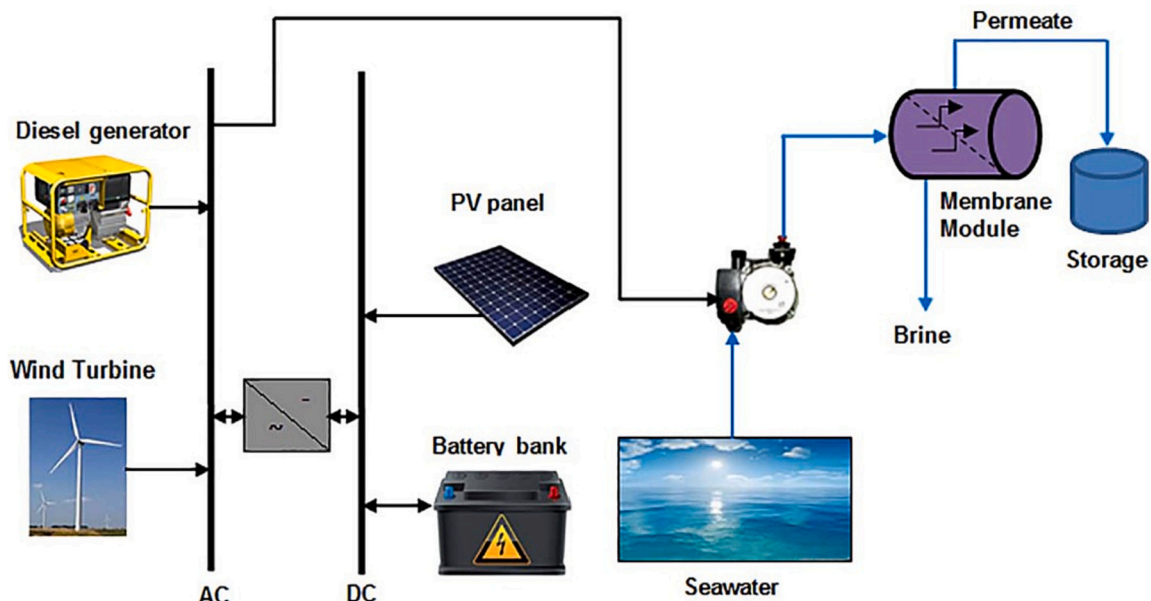 Permeate
Diesel generator
PV panel
Membrane
Module
Storage
Brine
Wind Turbine
~
-
Battery bank
Seawater
AC
DC